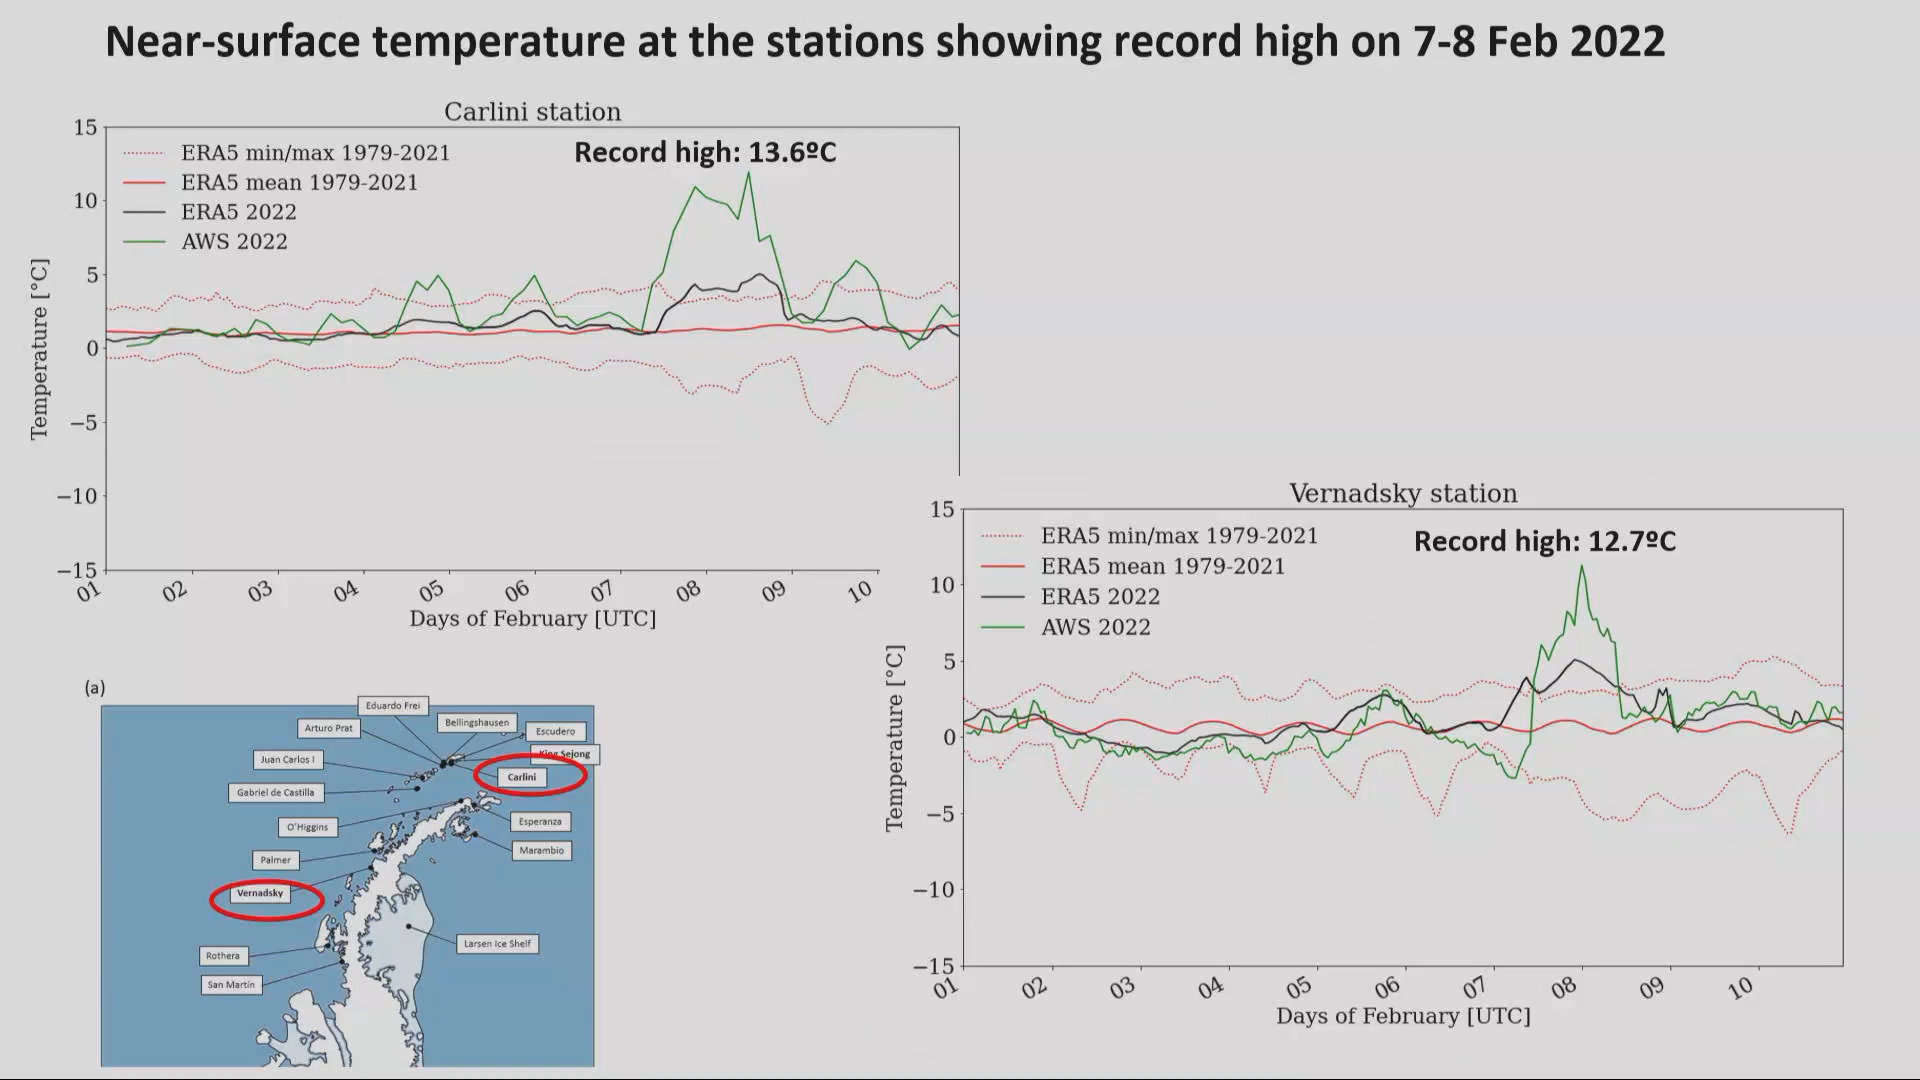 Near-surface temperature at the stations showing record high on 7-8 Feb 2022
Carlini station
Record high: 13.6ºC
ERA5 min/max 1979-2021
ERA5 mean 1979-2021
ERA5 2022
AWS 2022
Temperature [°C]
15
10
5
0
−5
−10
−15
01 02 03 04 05 06 07 08 09 10
Days of February [UTC]
Vernadsky station
Record high: 12.7ºC
ERA5 min/max 1979-2021
ERA5 mean 1979-2021
ERA5 2022
AWS 2022
Temperature [°C]
15
10
5
0
−5
−10
−15
01 02 03 04 05 06 07 08 09 10
Days of February [UTC]
(a)
Eduardo Frei
Bellingshausen
Arturo Prat
Escudero
King Sejong
Juan Carlos I
Carlini
Gabriel de Castilla
O'Higgins
Esperanza
Marambio
Palmer
Vernadsky
Larsen Ice Shelf
Rothera
San Martín